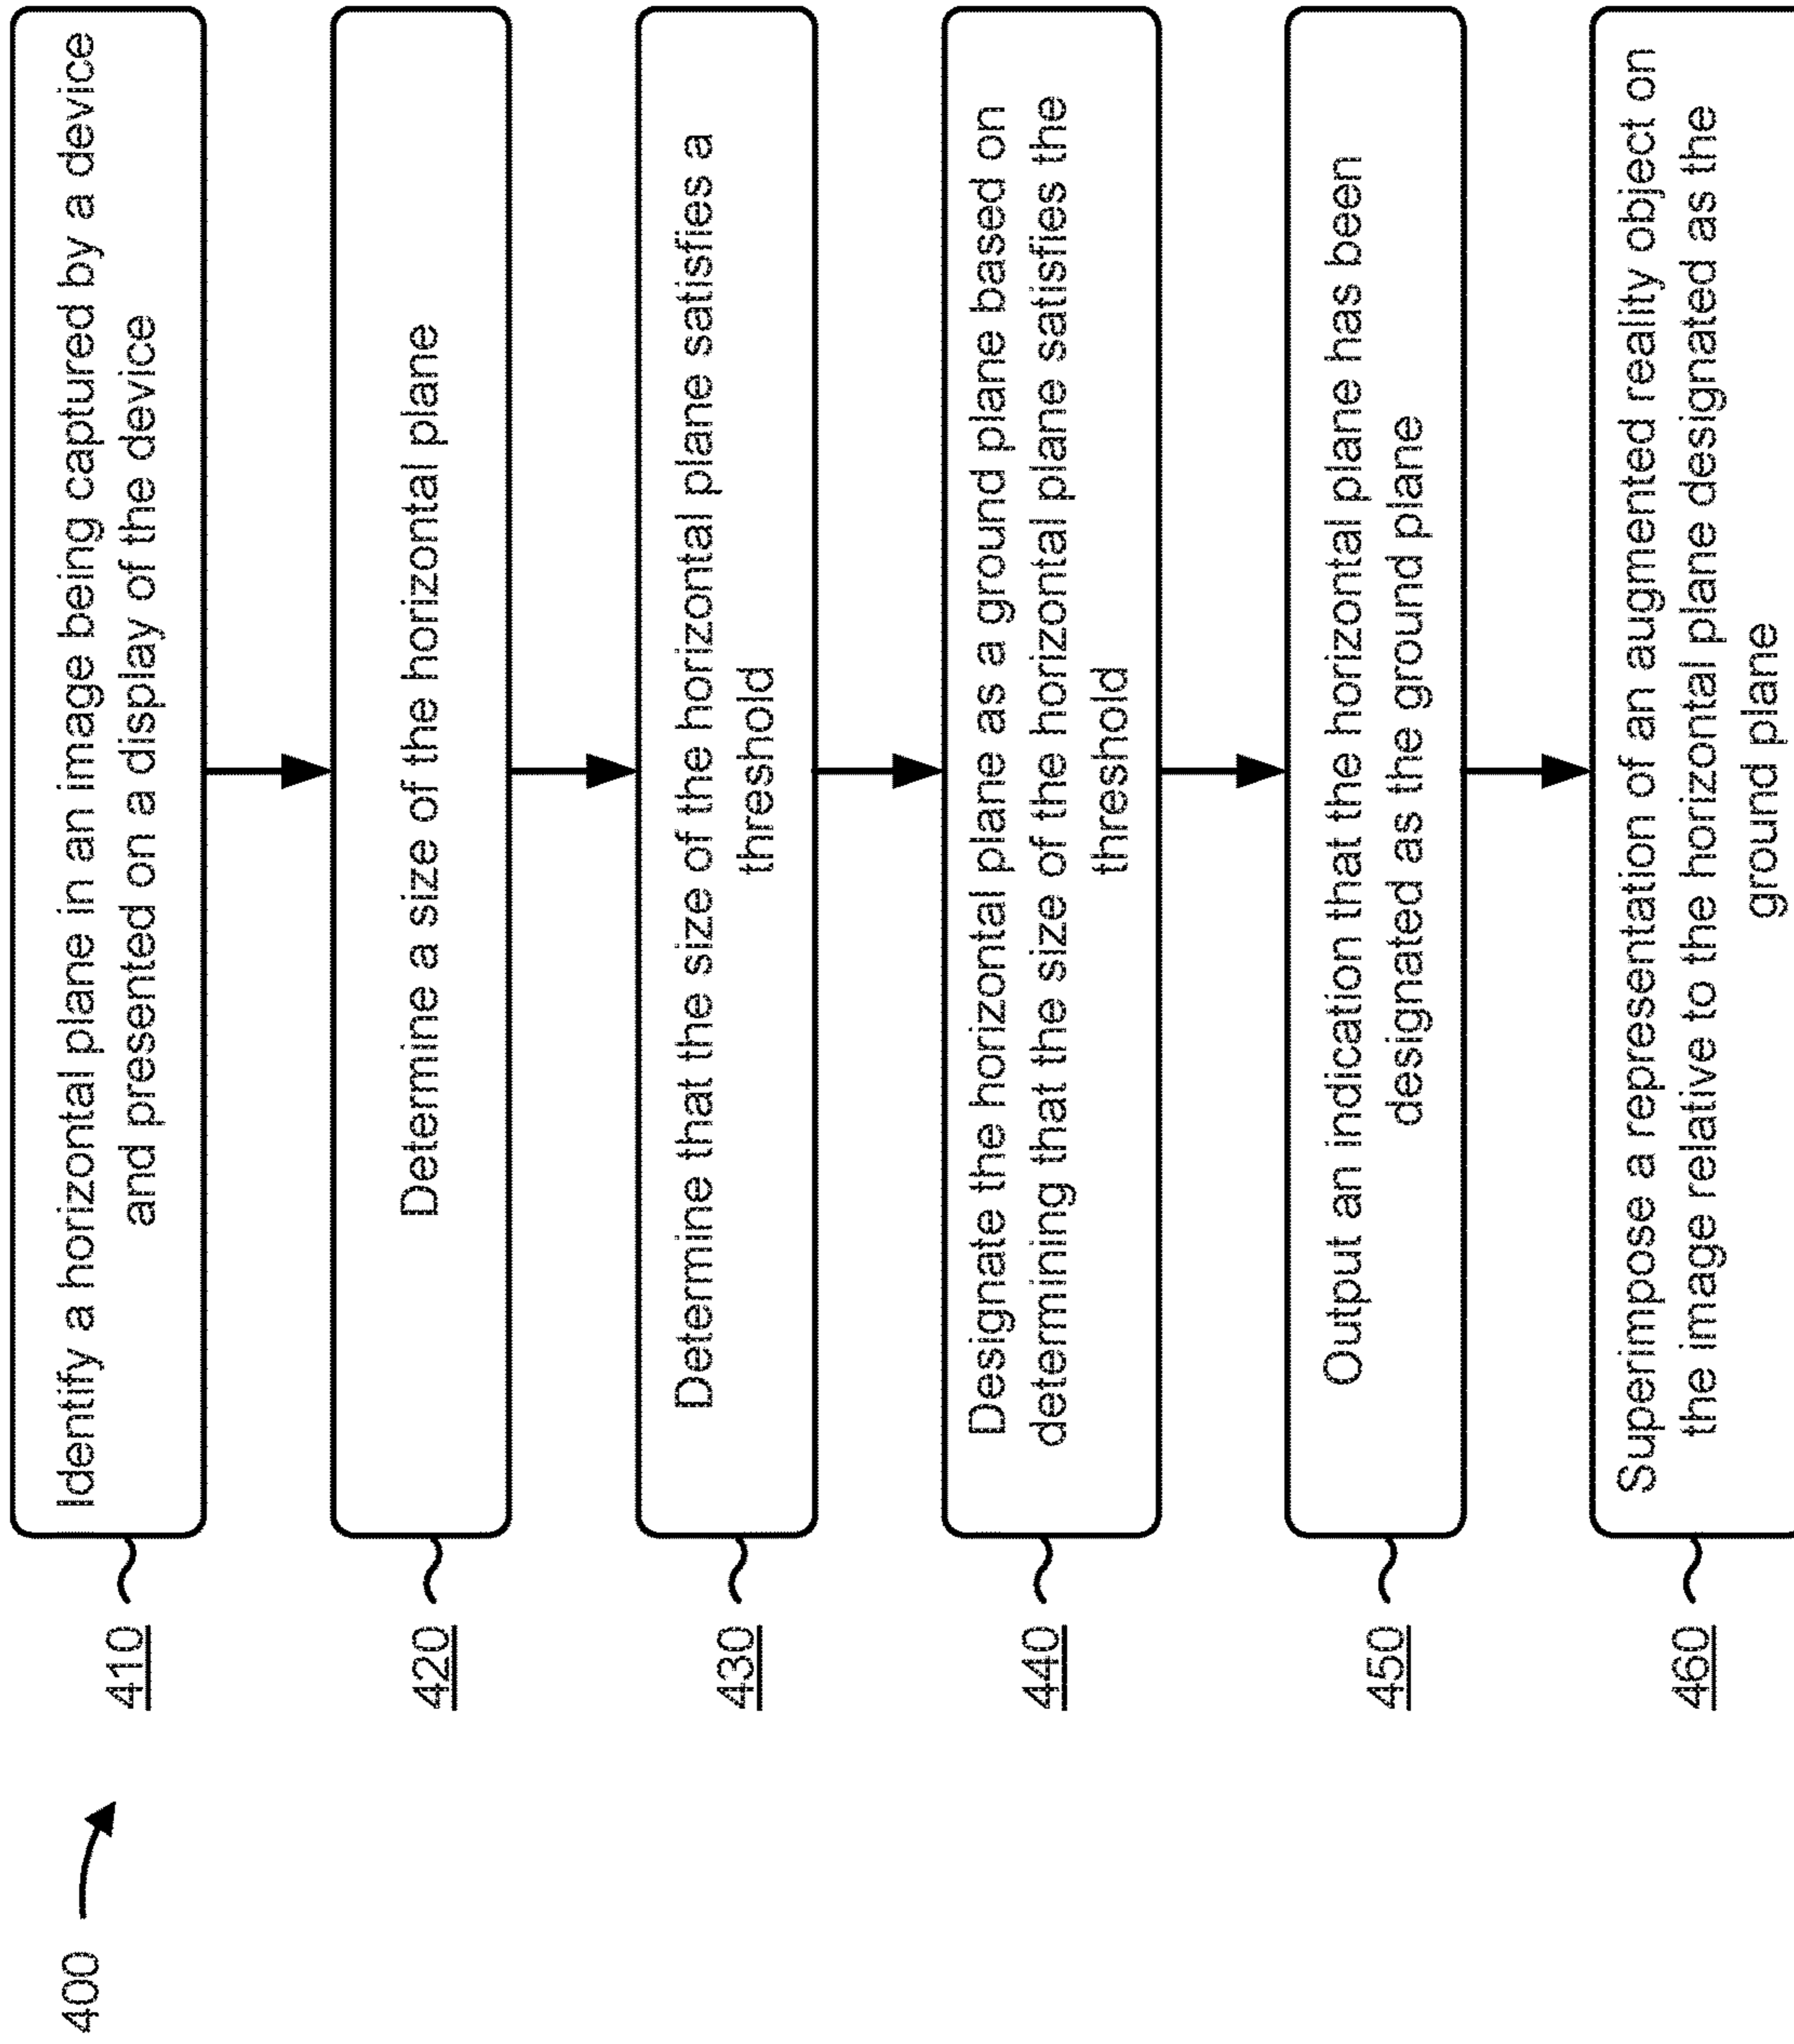 400
410
Identify a horizontal plane in an image being captured by a device
and presented on a display of the device
420
Determine a size of the horizontal plane
430
Determine that the size of the horizontal plane satisfies a
threshold
440
Designate the horizontal plane as a ground plane based on
determining that the size of the horizontal plane satisfies the
threshold
450
Output an indication that the horizontal plane has been
designated as the ground plane
460
Superimpose a representation of an augmented reality object on
the image relative to the horizontal plane designated as the
ground plane